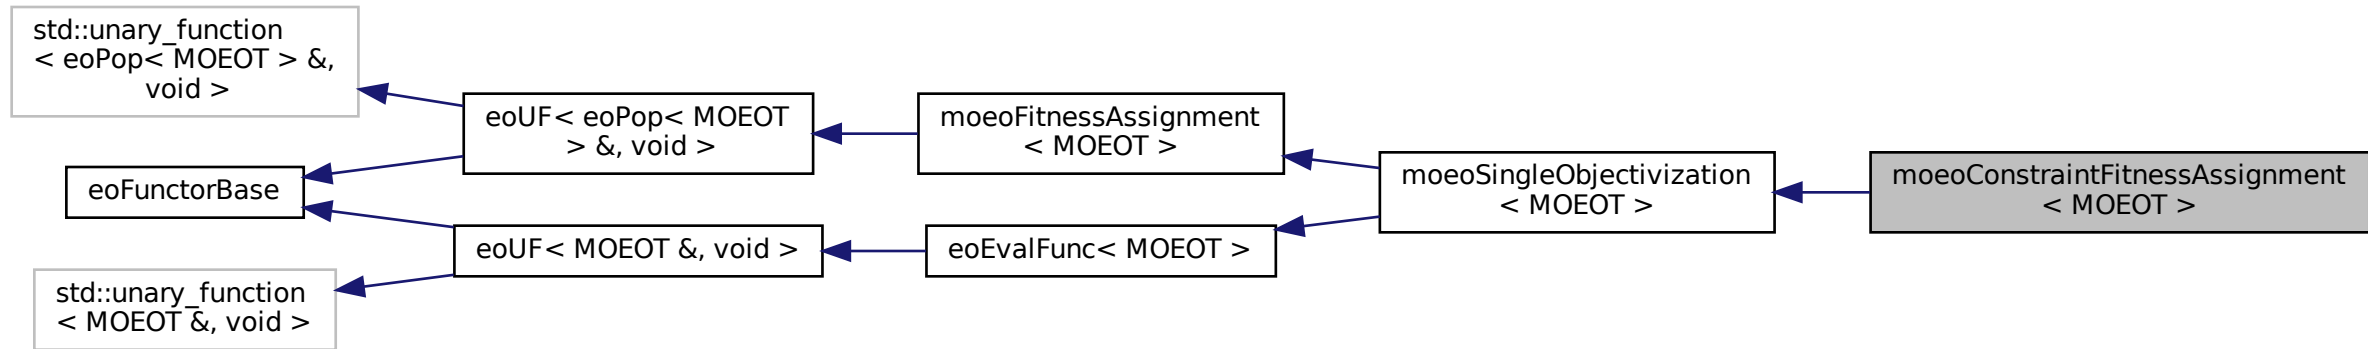 std::unary_function
< eoPop< MOEOT > &,
void >
eoFunctorBase
std::unary_function
< MOEOT &, void >
eoUF< eoPop< MOEOT
> &, void >
eoUF< MOEOT &, void >
moeoFitnessAssignment
< MOEOT >
eoEvalFunc< MOEOT >
moeoSingleObjectivization
< MOEOT >
moeoConstraintFitnessAssignment
< MOEOT >